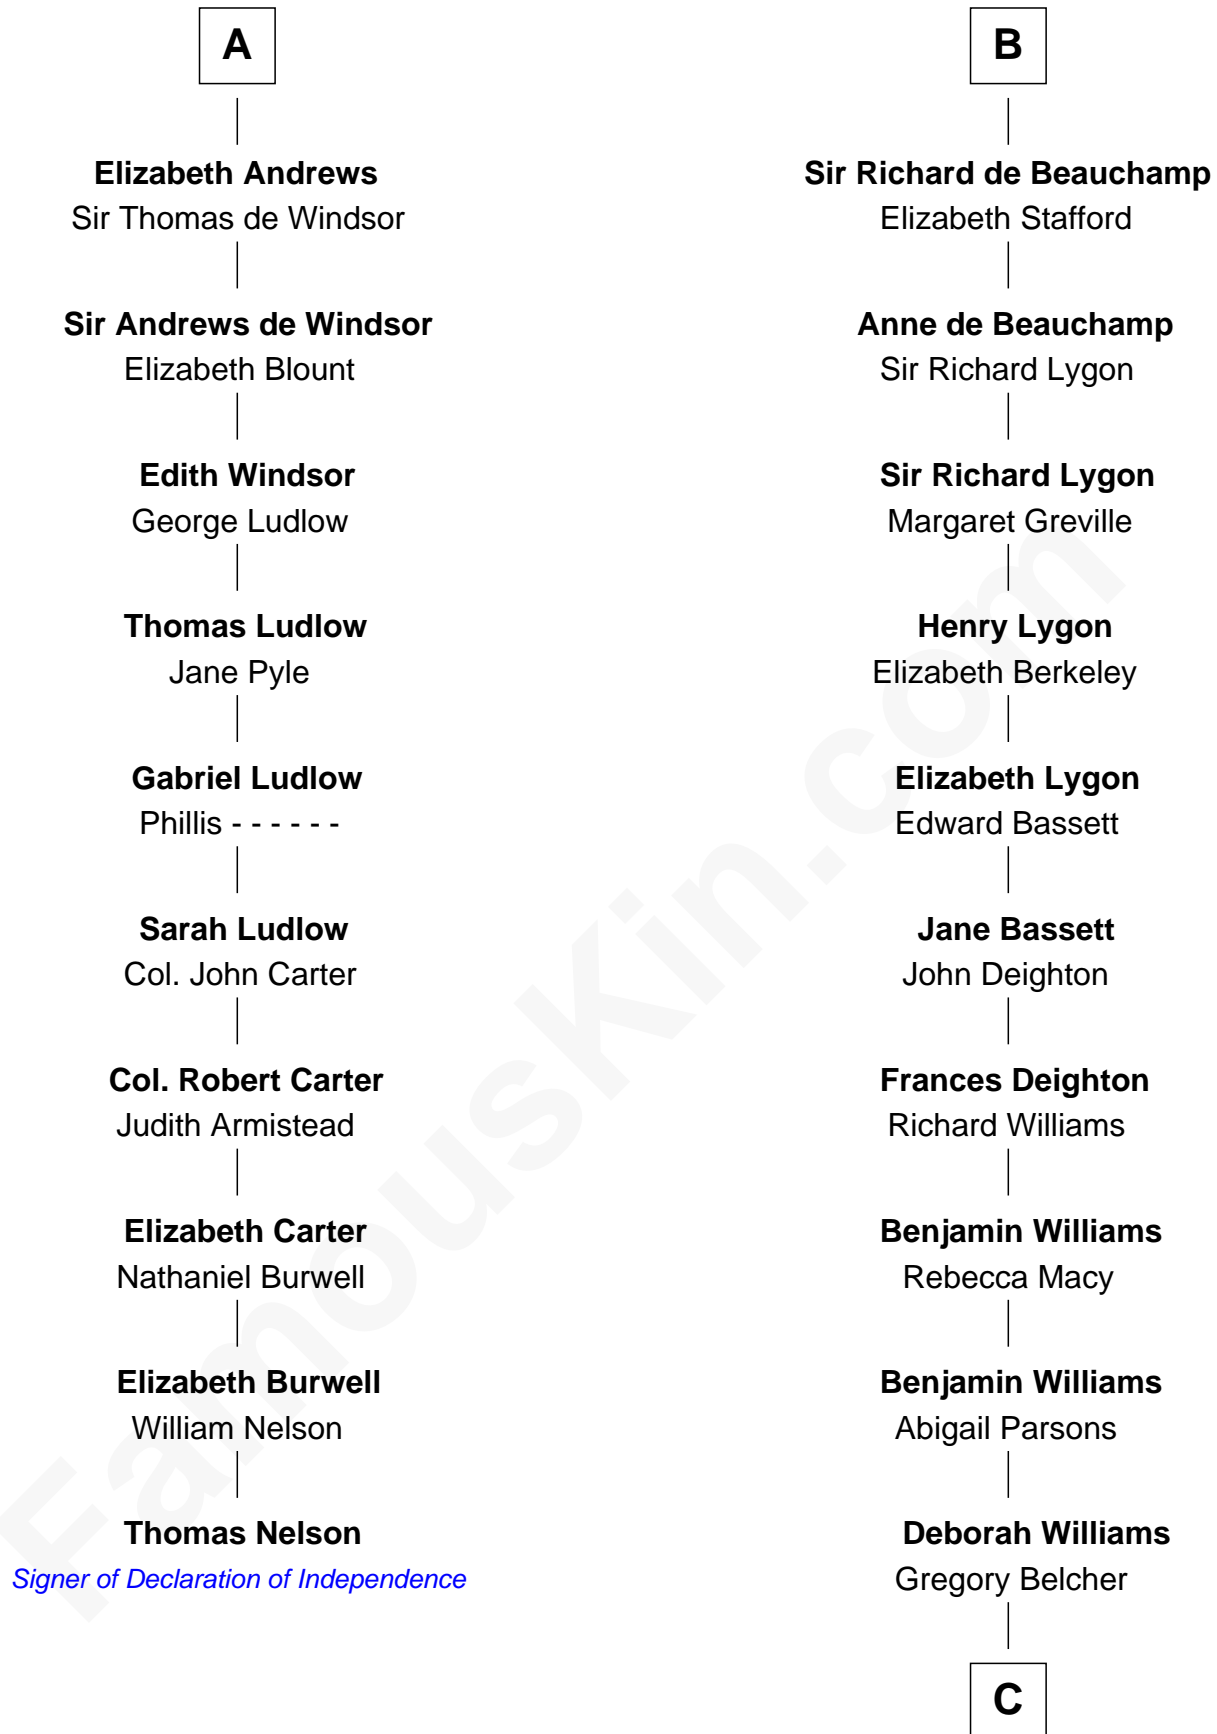 A
Elizabeth Andrews
Sir Thomas de Windsor
Sir Andrews de Windsor
Elizabeth Blount
Edith Windsor
George Ludlow
Thomas Ludlow
Jane Pyle
Gabriel Ludlow
Phillis - - - - - -
Sarah Ludlow
Col. John Carter
Col. Robert Carter
Judith Armistead
Elizabeth Carter
Nathaniel Burwell
Elizabeth Burwell
William Nelson
Thomas Nelson
Signer of Declaration of Independence
B
Sir Richard de Beauchamp
Elizabeth Stafford
Anne de Beauchamp
Sir Richard Lygon
Sir Richard Lygon
Margaret Greville
Henry Lygon
Elizabeth Berkeley
Elizabeth Lygon
Edward Bassett
Jane Bassett
John Deighton
Frances Deighton
Richard Williams
Benjamin Williams
Rebecca Macy
Benjamin Williams
Abigail Parsons
Deborah Williams
Gregory Belcher
C
FamousKin.com